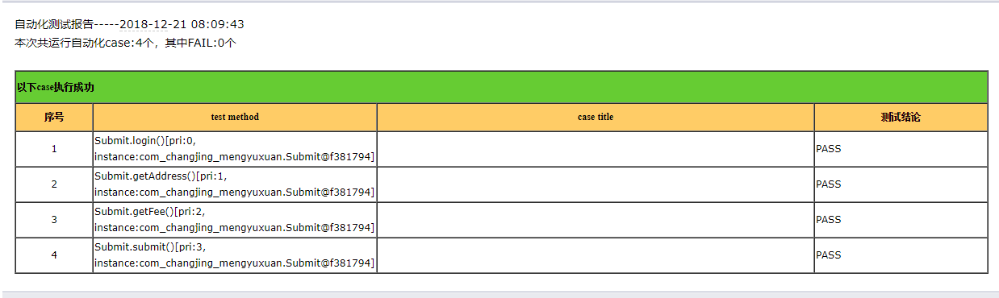 自动化测试报告-----2018-12-21 08:09:43
本次共运行自动化case:4个，其中FAIL:0个
以下case执行成功
序号 test method case title 测试结论
1 Submit.login()[pri:0, instance:com_changjing_mengyuxuan.Submit@f381794] PASS
2 Submit.getAddress()[pri:1, instance:com_changjing_mengyuxuan.Submit@f381794] PASS
3 Submit.getFee()[pri:2, instance:com_changjing_mengyuxuan.Submit@f381794] PASS
4 Submit.submit()[pri:3, instance:com_changjing_mengyuxuan.Submit@f381794] PASS